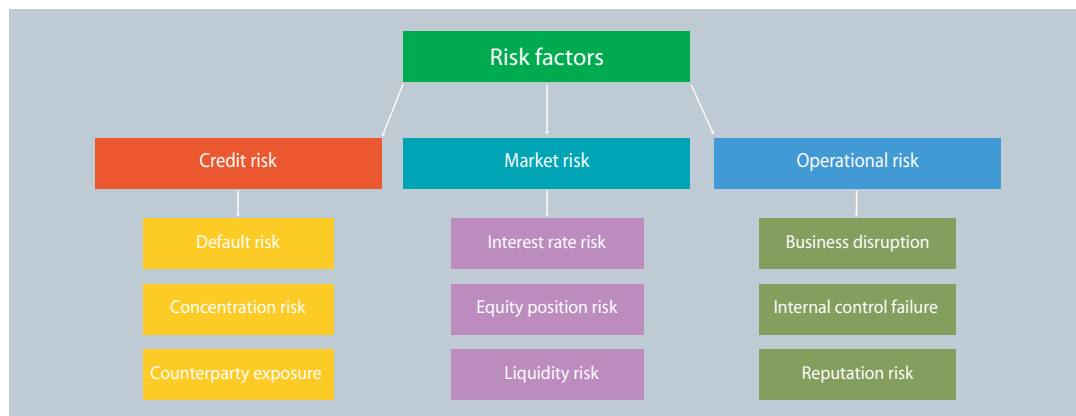 Risk factors
Credit risk
Market risk
Operational risk
Default risk
Interest rate risk
Business disruption
Concentration risk
Equity position risk
Internal control failure
Counterparty exposure
Liquidity risk
Reputation risk